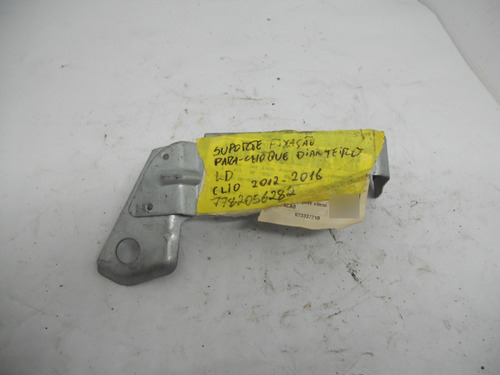 SUPORTE FIXAÇÃO
PARA-CHOQUE DIANTEIRO
LD
CLIO 2012-2016
7782056282